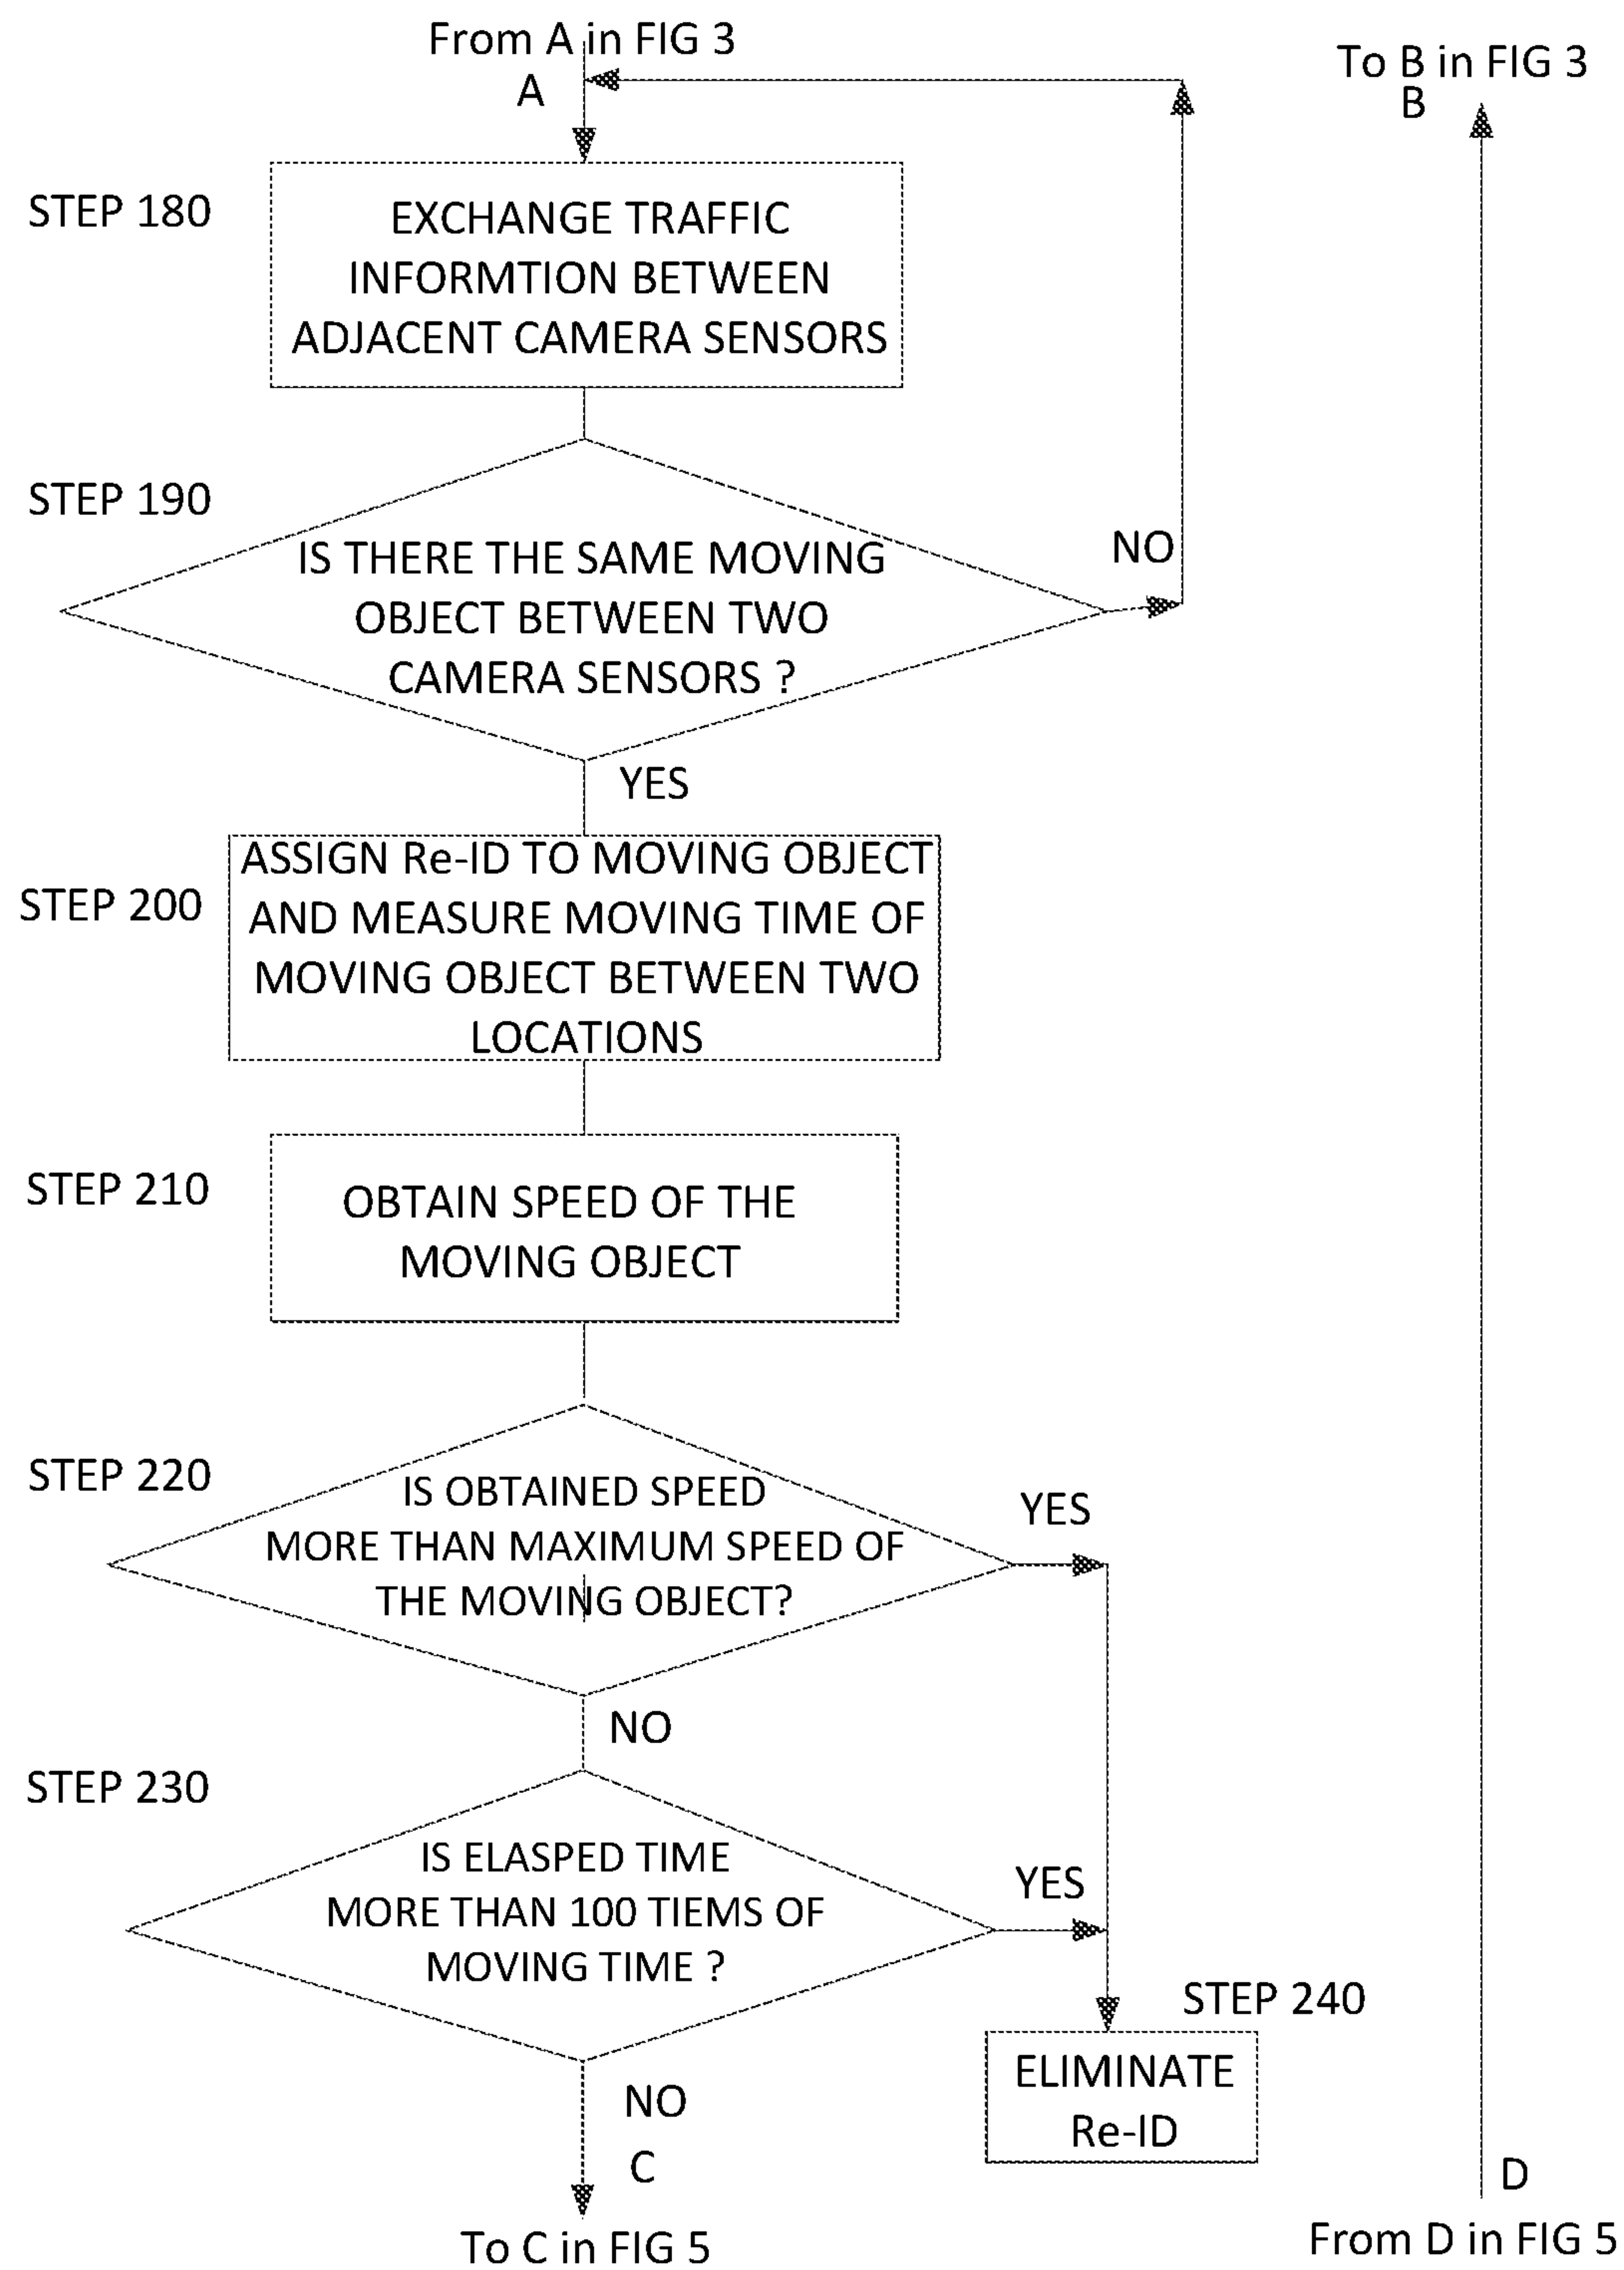 From A in FIG 3
A
To B in FIG 3
B
STEP 180
EXCHANGE TRAFFIC
INFORMTION BETWEEN
ADJACENT CAMERA SENSORS
STEP 190
IS THERE THE SAME MOVING
OBJECT BETWEEN TWO
CAMERA SENSORS ?
NO
YES
STEP 200
ASSIGN Re-ID TO MOVING OBJECT
AND MEASURE MOVING TIME OF
MOVING OBJECT BETWEEN TWO
LOCATIONS
STEP 210
OBTAIN SPEED OF THE
MOVING OBJECT
STEP 220
IS OBTAINED SPEED
MORE THAN MAXIMUM SPEED OF
THE MOVING OBJECT?
YES
NO
STEP 230
IS ELASPED TIME
MORE THAN 100 TIEMS OF
MOVING TIME ?
YES
STEP 240
ELIMINATE
Re-ID
NO
C
To C in FIG 5
D
From D in FIG 5